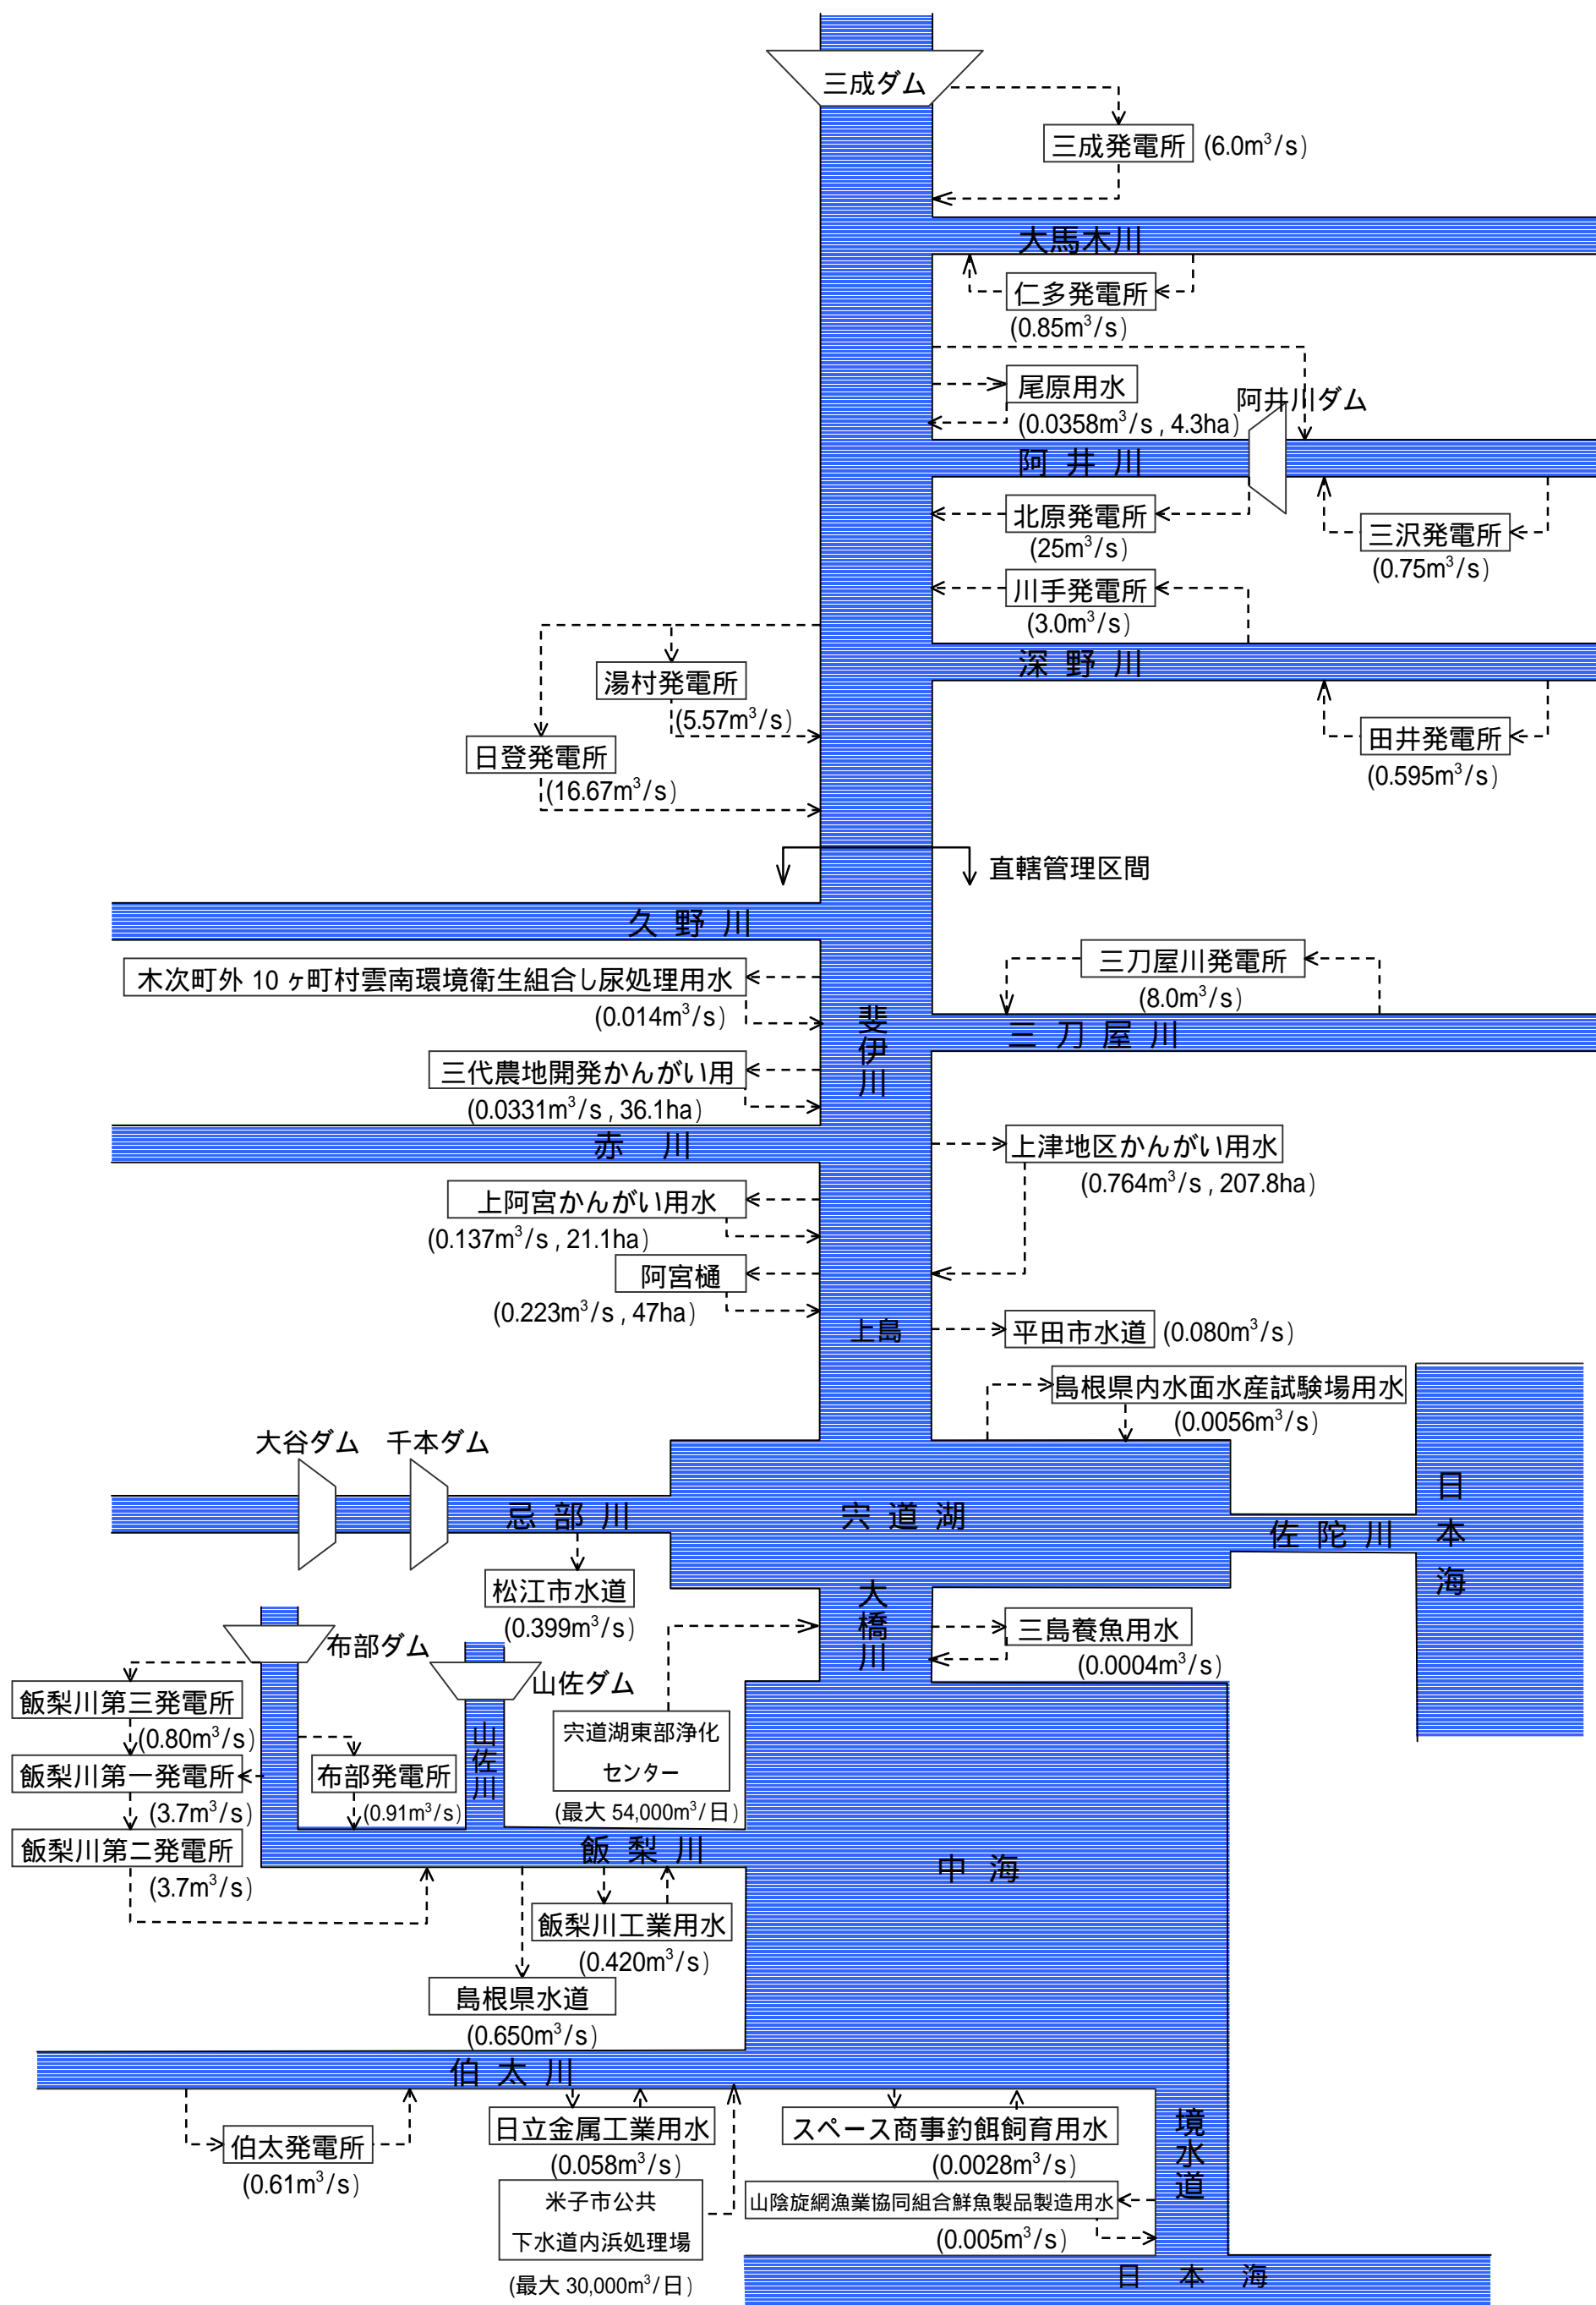 三成ダム
三成発電所 (6.0m³/s)
大馬木川
仁多発電所
(0.85m³/s)
尾原用水
(0.0358m³/s , 4.3ha)
阿井川ダム
阿井川
北原発電所
(25m³/s)
三沢発電所
(0.75m³/s)
川手発電所
(3.0m³/s)
深野川
湯村発電所
(5.57m³/s)
田井発電所
(0.595m³/s)
日登発電所
(16.67m³/s)
直轄管理区間
久野川
木次町外 10 ヶ町村雲南環境衛生組合し尿処理用水
(0.014m³/s)
三刀屋川発電所
(8.0m³/s)
斐伊川
三刀屋川
三代農地開発かんがい用
(0.0331m³/s , 36.1ha)
赤川
上津地区かんがい用水
(0.764m³/s , 207.8ha)
上阿宮かんがい用水
(0.137m³/s , 21.1ha)
阿宮樋
(0.223m³/s , 47ha)
上島
平田市水道 (0.080m³/s)
島根県内水面水産試験場用水
(0.0056m³/s)
大谷ダム
千本ダム
忌部川
宍道湖
佐陀川
日本海
松江市水道
(0.399m³/s)
大橋川
三島養魚用水
(0.0004m³/s)
布部ダム
山佐ダム
飯梨川第三発電所
(0.80m³/s)
山佐川
宍道湖東部浄化
センター
(最大 54,000m³/日)
飯梨川第一発電所
(3.7m³/s)
布部発電所
(0.91m³/s)
飯梨川第二発電所
(3.7m³/s)
飯梨川
中海
飯梨川工業用水
(0.420m³/s)
島根県水道
(0.650m³/s)
伯太川
伯太発電所
(0.61m³/s)
日立金属工業用水
(0.058m³/s)
スペース商事釣餌飼育用水
(0.0028m³/s)
境水道
米子市公共
下水道内浜処理場
(最大 30,000m³/日)
山陰旋網漁業協同組合鮮魚製品製造用水
(0.005m³/s)
日本海